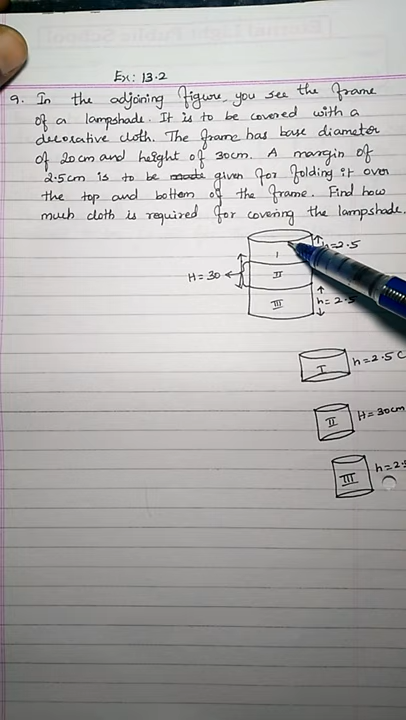 Ex: 13.2
9. In the adjoining figure, you see the frame
of a lampshade. It is to be covered with a
decorative cloth. The frame has base diameter
of 20 cm and height of 30cm. A margin of
2.5cm is to be made given for folding it over
the top and bottom of the frame. Find how
much cloth is required for covering the lampshade.
h=2.5
I
H = 30
II
III
h = 2.5
I
h = 2.5 C
II
H = 30cm
III
h = 2.5